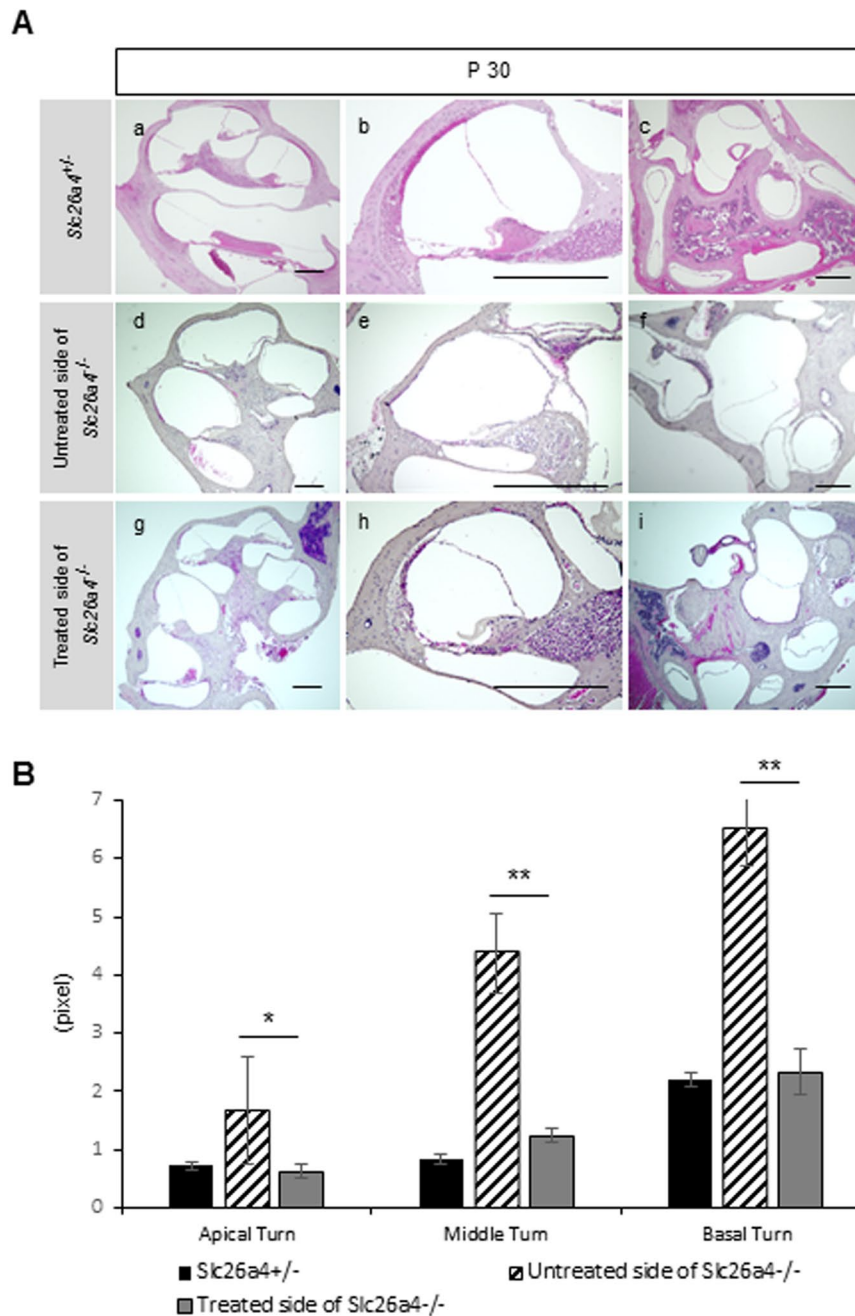 A
P 30
Slc26a4+/-
a
b
c
Untreated side of
Slc26a4-/-
d
e
f
Treated side of
Slc26a4-/-
g
h
i
B
(pixel)
7
6
5
4
3
2
1
0
*
**
**
Apical Turn
Middle Turn
Basal Turn
Slc26a4+/-
Untreated side of Slc26a4-/-
Treated side of Slc26a4-/-